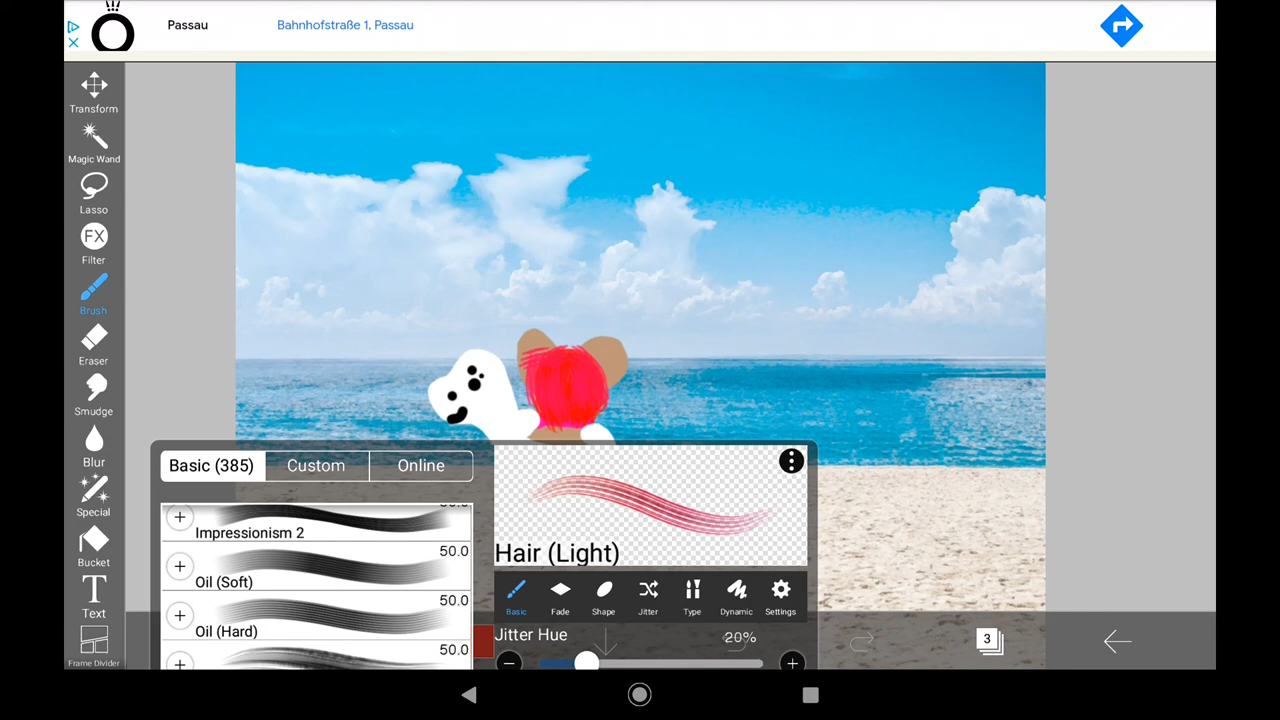 Passau
Bahnhofstraße 1, Passau
Transform
Magic Wand
Lasso
FX
Filter
Brush
Eraser
Smudge
Blur
Special
Bucket
T
Text
Frame Divider
Basic (385)
Custom
Online
50.0
Impressionism 2
50.0
Oil (Soft)
50.0
Oil (Hard)
50.0
Hair (Light)
Basic
Fade
Shape
Jitter
Type
Dynamic
Settings
Jitter Hue
20%
3